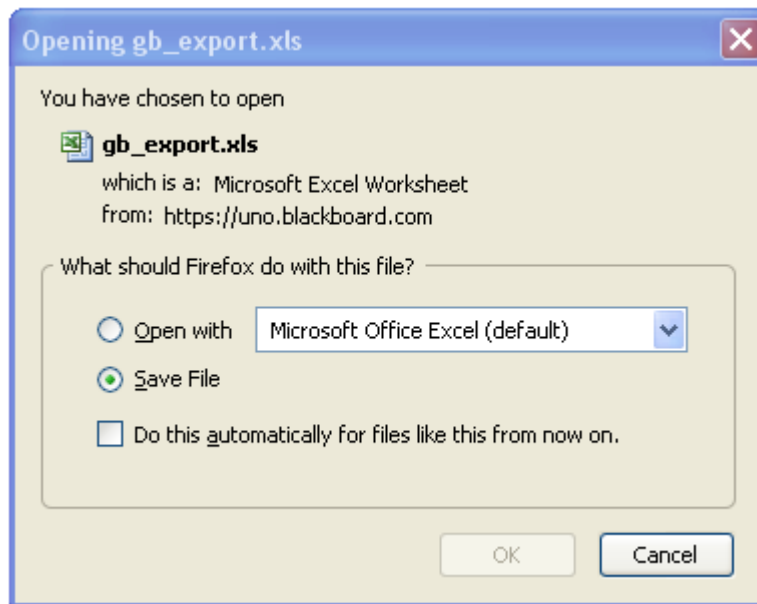 Opening gb_export.xls
You have chosen to open
gb_export.xls
which is a: Microsoft Excel Worksheet
from: https://uno.blackboard.com
What should Firefox do with this file?
Open with Microsoft Office Excel (default)
Save File
Do this automatically for files like this from now on.
OK Cancel